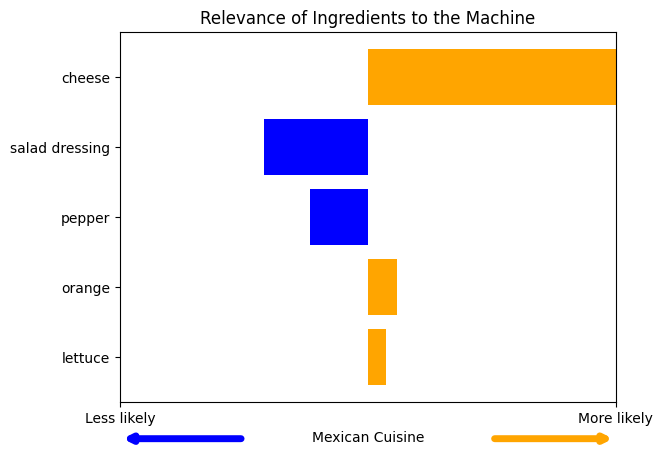 Relevance of Ingredients to the Machine
cheese
salad dressing
pepper
orange
lettuce
Less likely
More likely
Mexican Cuisine